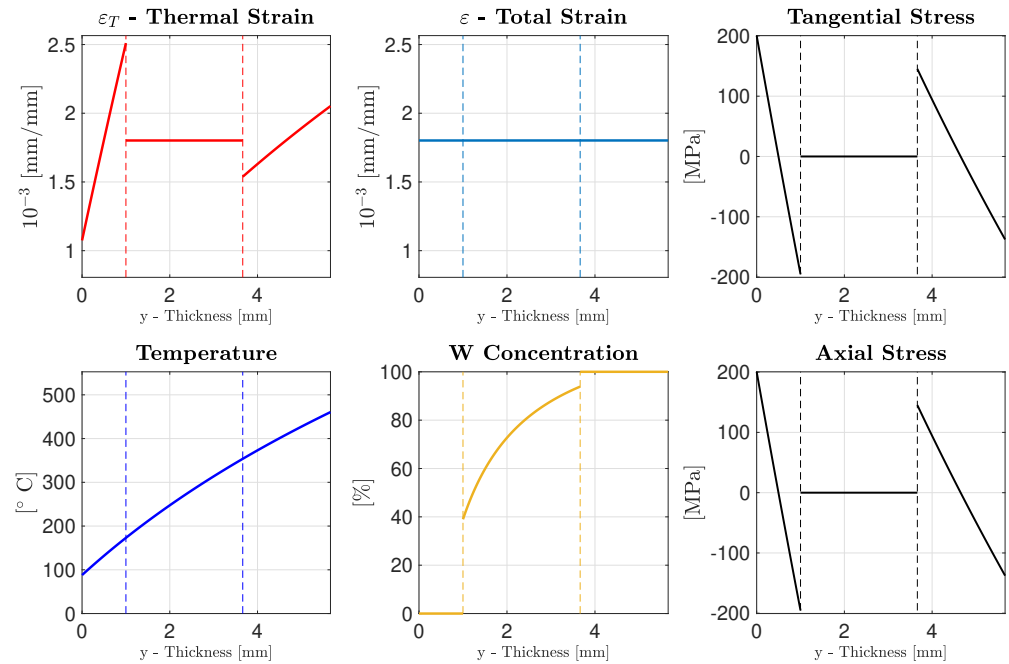 ε_T - Thermal Strain
10⁻³ [mm/mm]
2.5
2
1.5
1
0 2 4
y - Thickness [mm]
ε - Total Strain
10⁻³ [mm/mm]
2.5
2
1.5
1
0 2 4
y - Thickness [mm]
Tangential Stress
[MPa]
200
100
0
-100
-200
0 2 4
y - Thickness [mm]
Temperature
[° C]
500
400
300
200
100
0
0 2 4
y - Thickness [mm]
W Concentration
[%]
100
80
60
40
20
0
0 2 4
y - Thickness [mm]
Axial Stress
[MPa]
200
100
0
-100
-200
0 2 4
y - Thickness [mm]